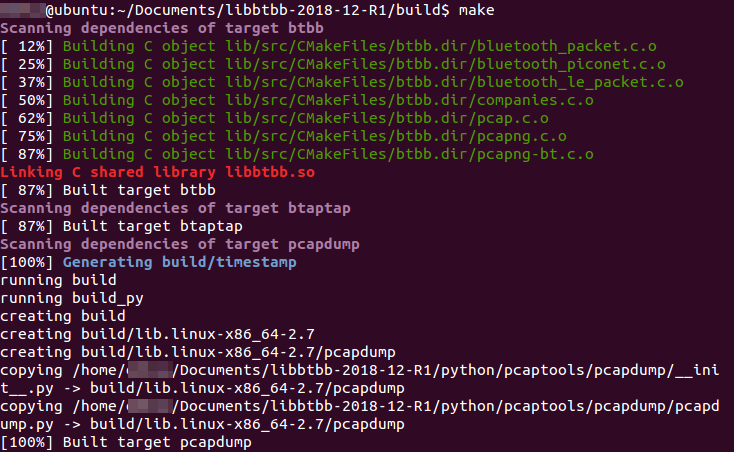 @ubuntu:~/Documents/libbtbb-2018-12-R1/build$ make
Scanning dependencies of target btbb
[ 12%] Building C object lib/src/CMakeFiles/btbb.dir/bluetooth_packet.c.o
[ 25%] Building C object lib/src/CMakeFiles/btbb.dir/bluetooth_piconet.c.o
[ 37%] Building C object lib/src/CMakeFiles/btbb.dir/bluetooth_le_packet.c.o
[ 50%] Building C object lib/src/CMakeFiles/btbb.dir/companies.c.o
[ 62%] Building C object lib/src/CMakeFiles/btbb.dir/pcap.c.o
[ 75%] Building C object lib/src/CMakeFiles/btbb.dir/pcapng.c.o
[ 87%] Building C object lib/src/CMakeFiles/btbb.dir/pcapng-bt.c.o
Linking C shared library libbtbb.so
[ 87%] Built target btbb
Scanning dependencies of target btaptap
[ 87%] Built target btaptap
Scanning dependencies of target pcapdump
[100%] Generating build/timestamp
running build
running build_py
creating build
creating build/lib.linux-x86_64-2.7
creating build/lib.linux-x86_64-2.7/pcapdump
copying /home/ /Documents/libbtbb-2018-12-R1/python/pcaptools/pcapdump/__ini
t__.py -> build/lib.linux-x86_64-2.7/pcapdump
copying /home/ /Documents/libbtbb-2018-12-R1/python/pcaptools/pcapdump/pcapd
ump.py -> build/lib.linux-x86_64-2.7/pcapdump
[100%] Built target pcapdump